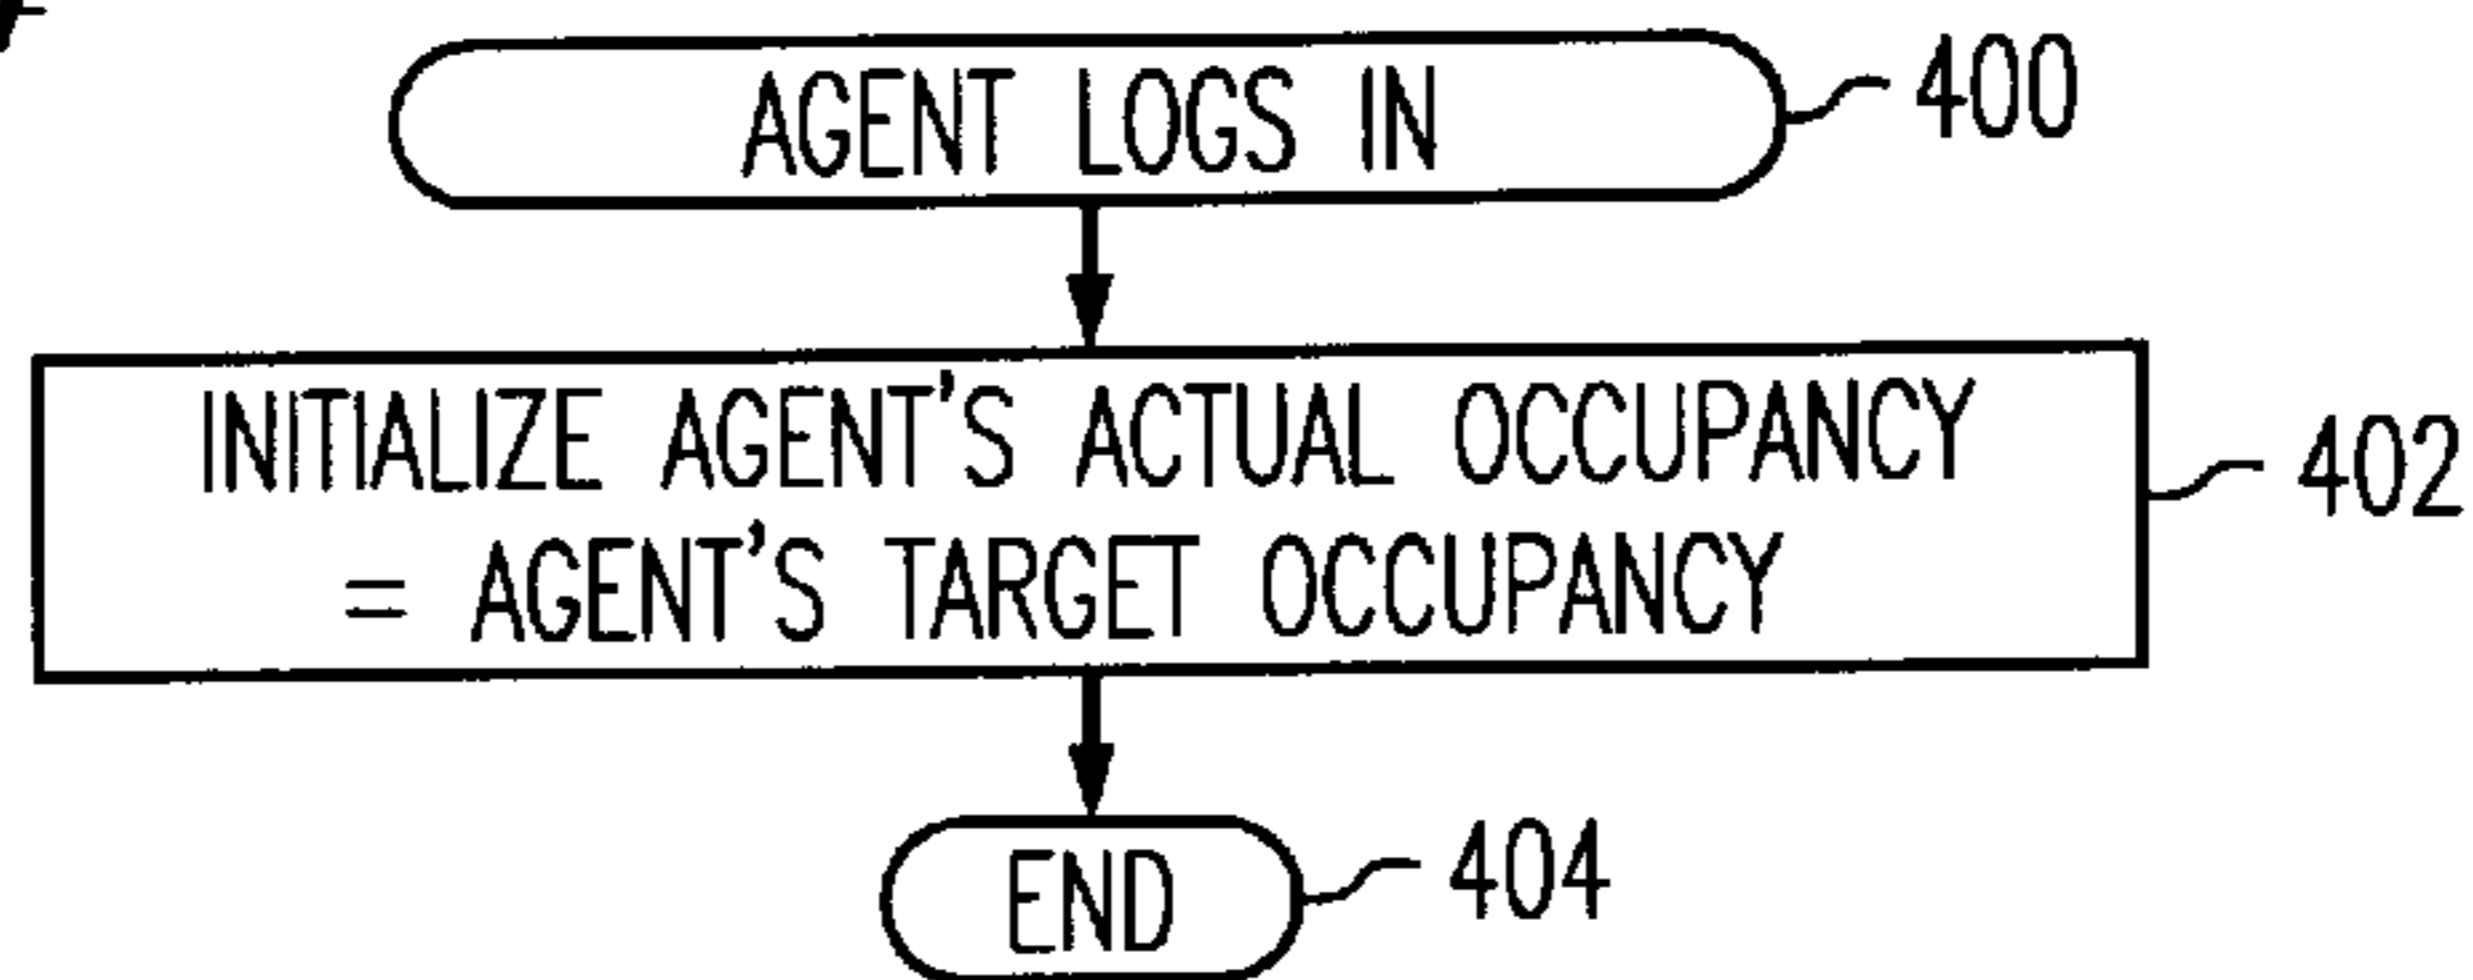 AGENT LOGS IN
400
INITIALIZE AGENT'S ACTUAL OCCUPANCY
= AGENT'S TARGET OCCUPANCY
402
END
404